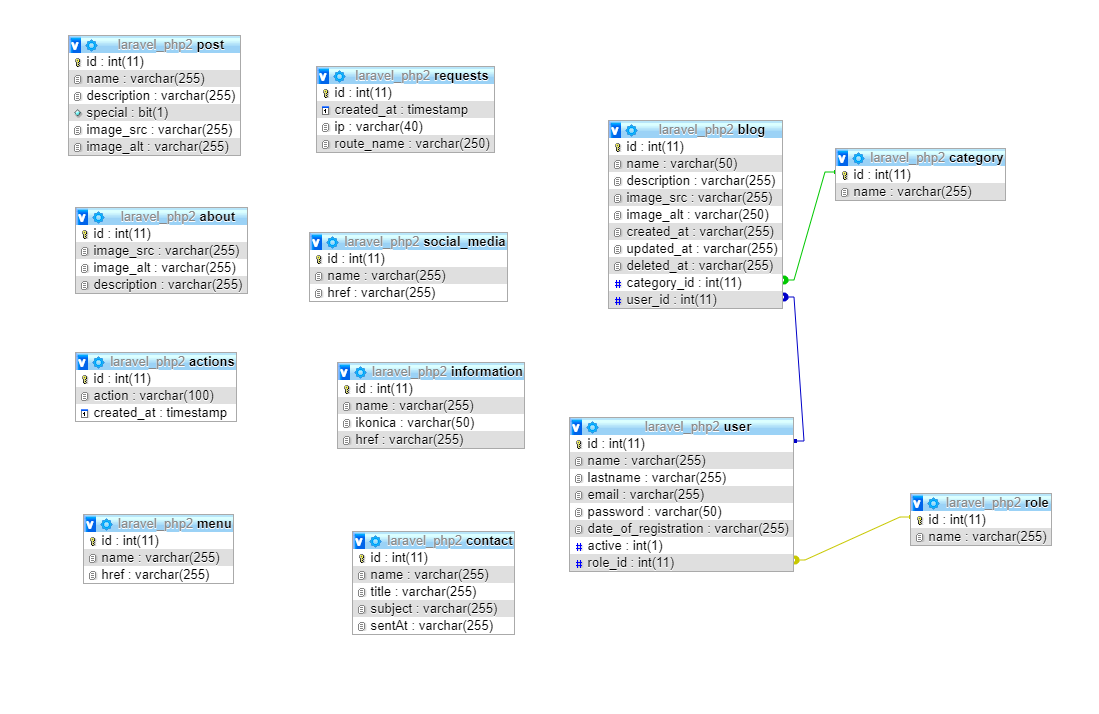 laravel_php2 post
id : int(11)
name : varchar(255)
description : varchar(255)
special : bit(1)
image_src : varchar(255)
image_alt : varchar(255)
laravel_php2 requests
id : int(11)
created_at : timestamp
ip : varchar(40)
route_name : varchar(250)
laravel_php2 blog
id : int(11)
name : varchar(50)
description : varchar(255)
image_src : varchar(255)
image_alt : varchar(250)
created_at : varchar(255)
updated_at : varchar(255)
deleted_at : varchar(255)
category_id : int(11)
user_id : int(11)
laravel_php2 category
id : int(11)
name : varchar(255)
laravel_php2 about
id : int(11)
image_src : varchar(255)
image_alt : varchar(255)
description : varchar(255)
laravel_php2 social_media
id : int(11)
name : varchar(255)
href : varchar(255)
laravel_php2 actions
id : int(11)
action : varchar(100)
created_at : timestamp
laravel_php2 information
id : int(11)
name : varchar(255)
ikonica : varchar(50)
href : varchar(255)
laravel_php2 user
id : int(11)
name : varchar(255)
lastname : varchar(255)
email : varchar(255)
password : varchar(50)
date_of_registration : varchar(255)
active : int(1)
role_id : int(11)
laravel_php2 role
id : int(11)
name : varchar(255)
laravel_php2 menu
id : int(11)
name : varchar(255)
href : varchar(255)
laravel_php2 contact
id : int(11)
name : varchar(255)
title : varchar(255)
subject : varchar(255)
sentAt : varchar(255)